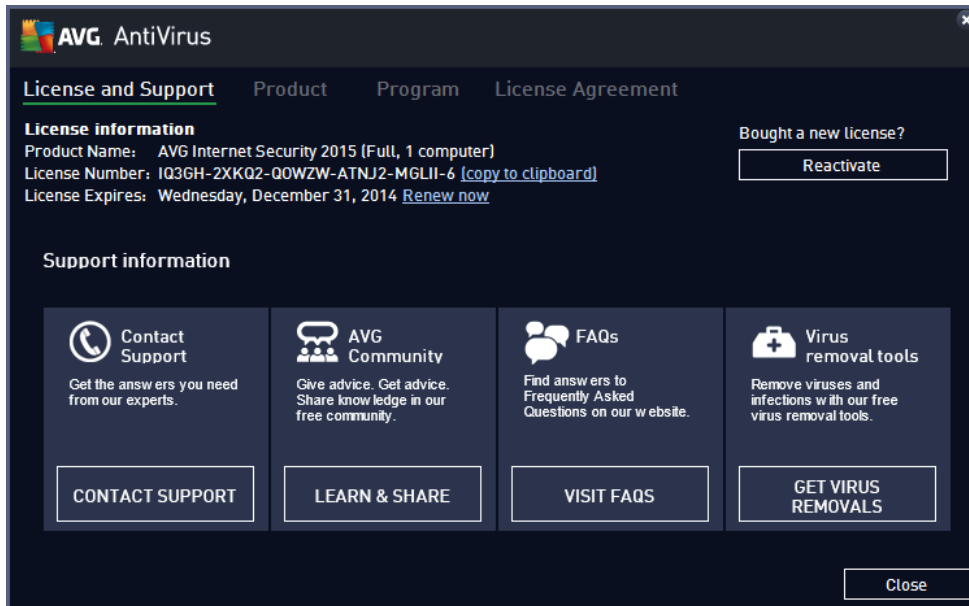 AVG. AntiVirus
License and Support Product Program License Agreement
License information
Product Name: AVG Internet Security 2015 (Full, 1 computer)
License Number: IQ3GH-2XKQ2-QOWZW-ATNJ2-MGLII-6 (copy to clipboard)
License Expires: Wednesday, December 31, 2014 Renew now
Bought a new license?
Reactivate
Support information
Contact
Support
Get the answers you need
from our experts.
CONTACT SUPPORT
AVG
Community
Give advice. Get advice.
Share knowledge in our
free community.
LEARN & SHARE
FAQs
Find answers to
Frequently Asked
Questions on our website.
VISIT FAQS
Virus
removal tools
Remove viruses and
infections with our free
virus removal tools.
GET VIRUS
REMOVALS
Close